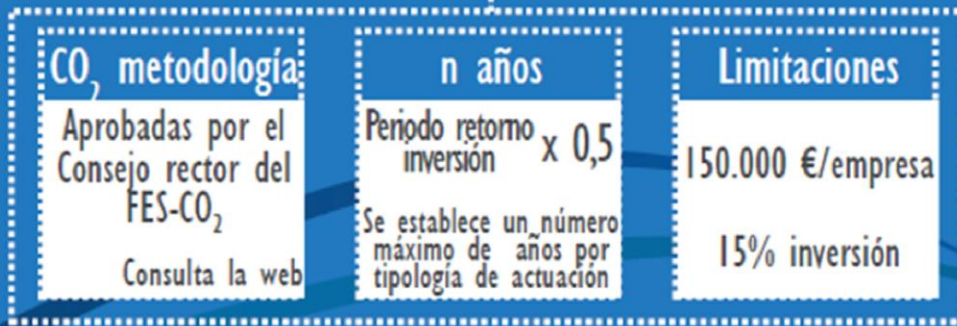 CO₂ metodología
Aprobadas por el
Consejo rector del
FES-CO₂
Consulta la web
n años
Periodo retorno
inversión x 0,5
Se establece un número
máximo de años por
tipología de actuación
Limitaciones
150.000 €/empresa
15% inversión